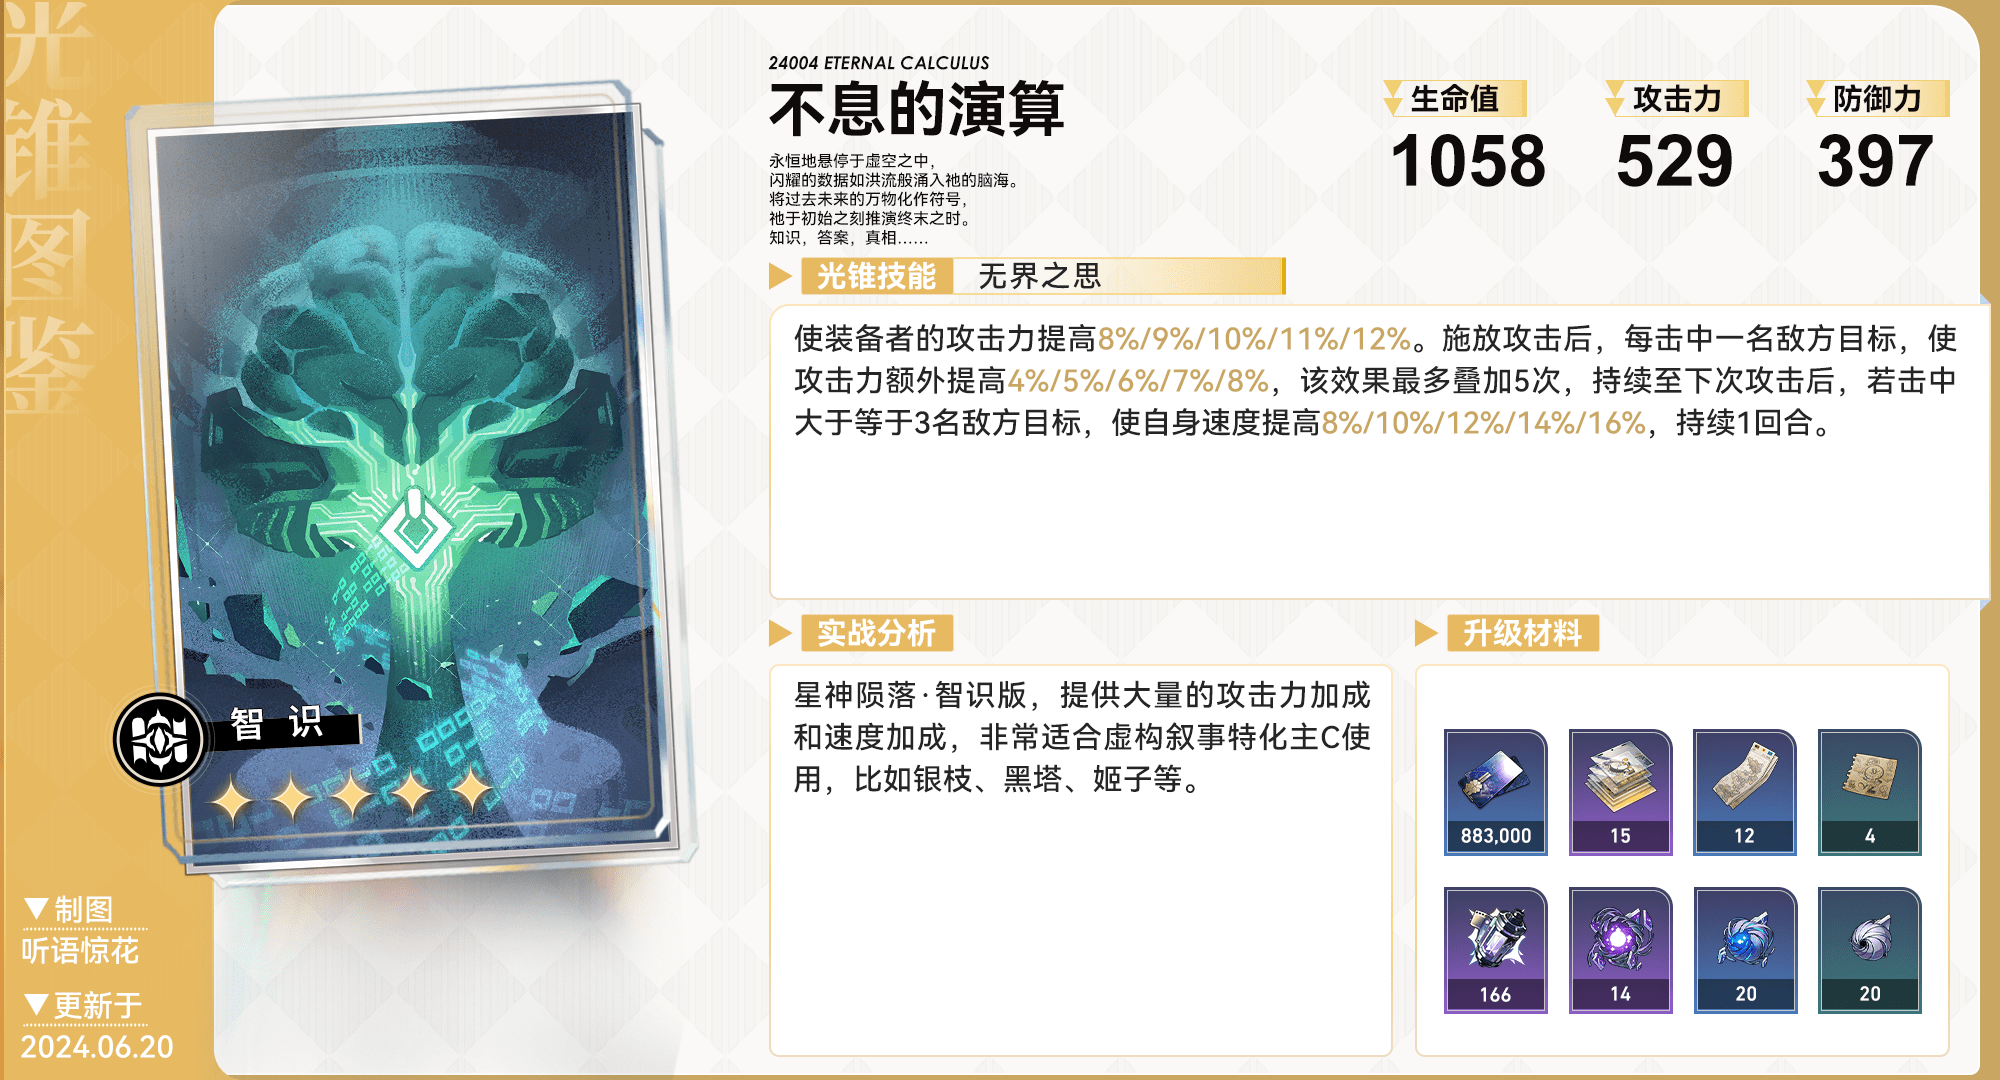 光锥图鉴
24004 ETERNAL CALCULUS
不息的演算
永恒地悬停于虚空之中，
闪耀的数据如洪流般涌入祂的脑海。
将过去未来的万物化作符号，
祂于初始之刻推演终末之时。
知识，答案，真相……
生命值
1058
攻击力
529
防御力
397
光锥技能
无界之思
使装备者的攻击力提高8%/9%/10%/11%/12%。施放攻击后，每击中一名敌方目标，使
攻击力额外提高4%/5%/6%/7%/8%，该效果最多叠加5次，持续至下次攻击后，若击中
大于等于3名敌方目标，使自身速度提高8%/10%/12%/14%/16%，持续1回合。
智识
实战分析
星神陨落·智识版，提供大量的攻击力加成
和速度加成，非常适合虚构叙事特化主C使
用，比如银枝、黑塔、姬子等。
升级材料
883,000
15
12
4
166
14
20
20
▼制图
听语惊花
▼更新于
2024.06.20